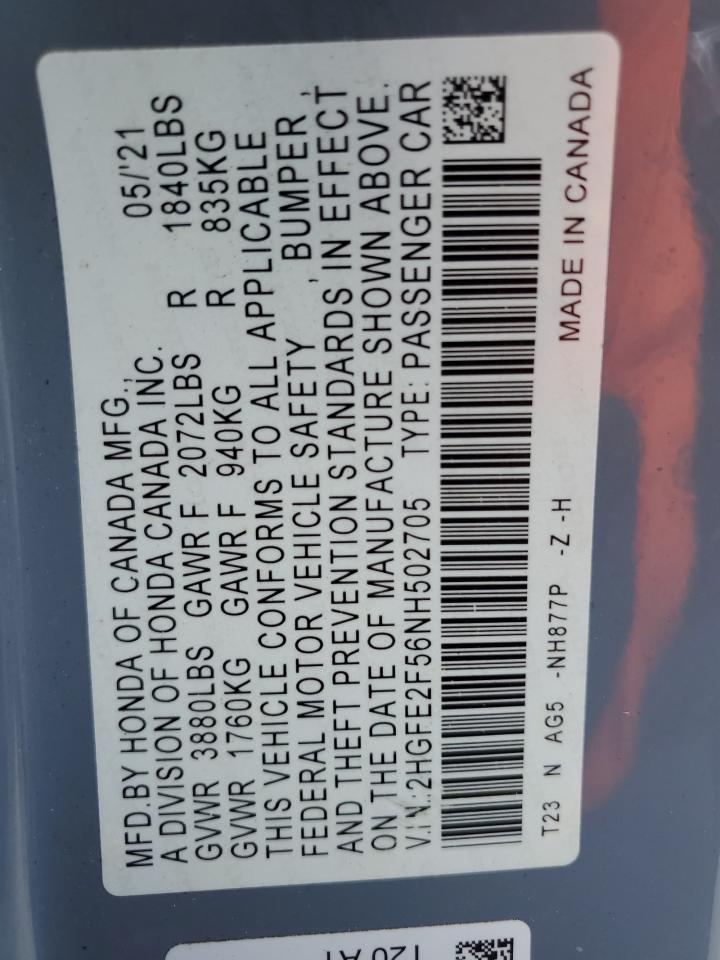 MFD.BY HONDA OF CANADA MFG., 05/'21
A DIVISION OF HONDA CANADA INC.
GVWR 3880LBS GAWR F 2072LBS R 1840LBS
GVWR 1760KG GAWR F 940KG R 835KG
THIS VEHICLE CONFORMS TO ALL APPLICABLE
FEDERAL MOTOR VEHICLE SAFETY , BUMPER ,
AND THEFT PREVENTION STANDARDS IN EFFECT
ON THE DATE OF MANUFACTURE SHOWN ABOVE.
V.I.N.:2HGFE2F56NH502705 TYPE: PASSENGER CAR
T23 N AG5 -NH877P -Z -H
MADE IN CANADA